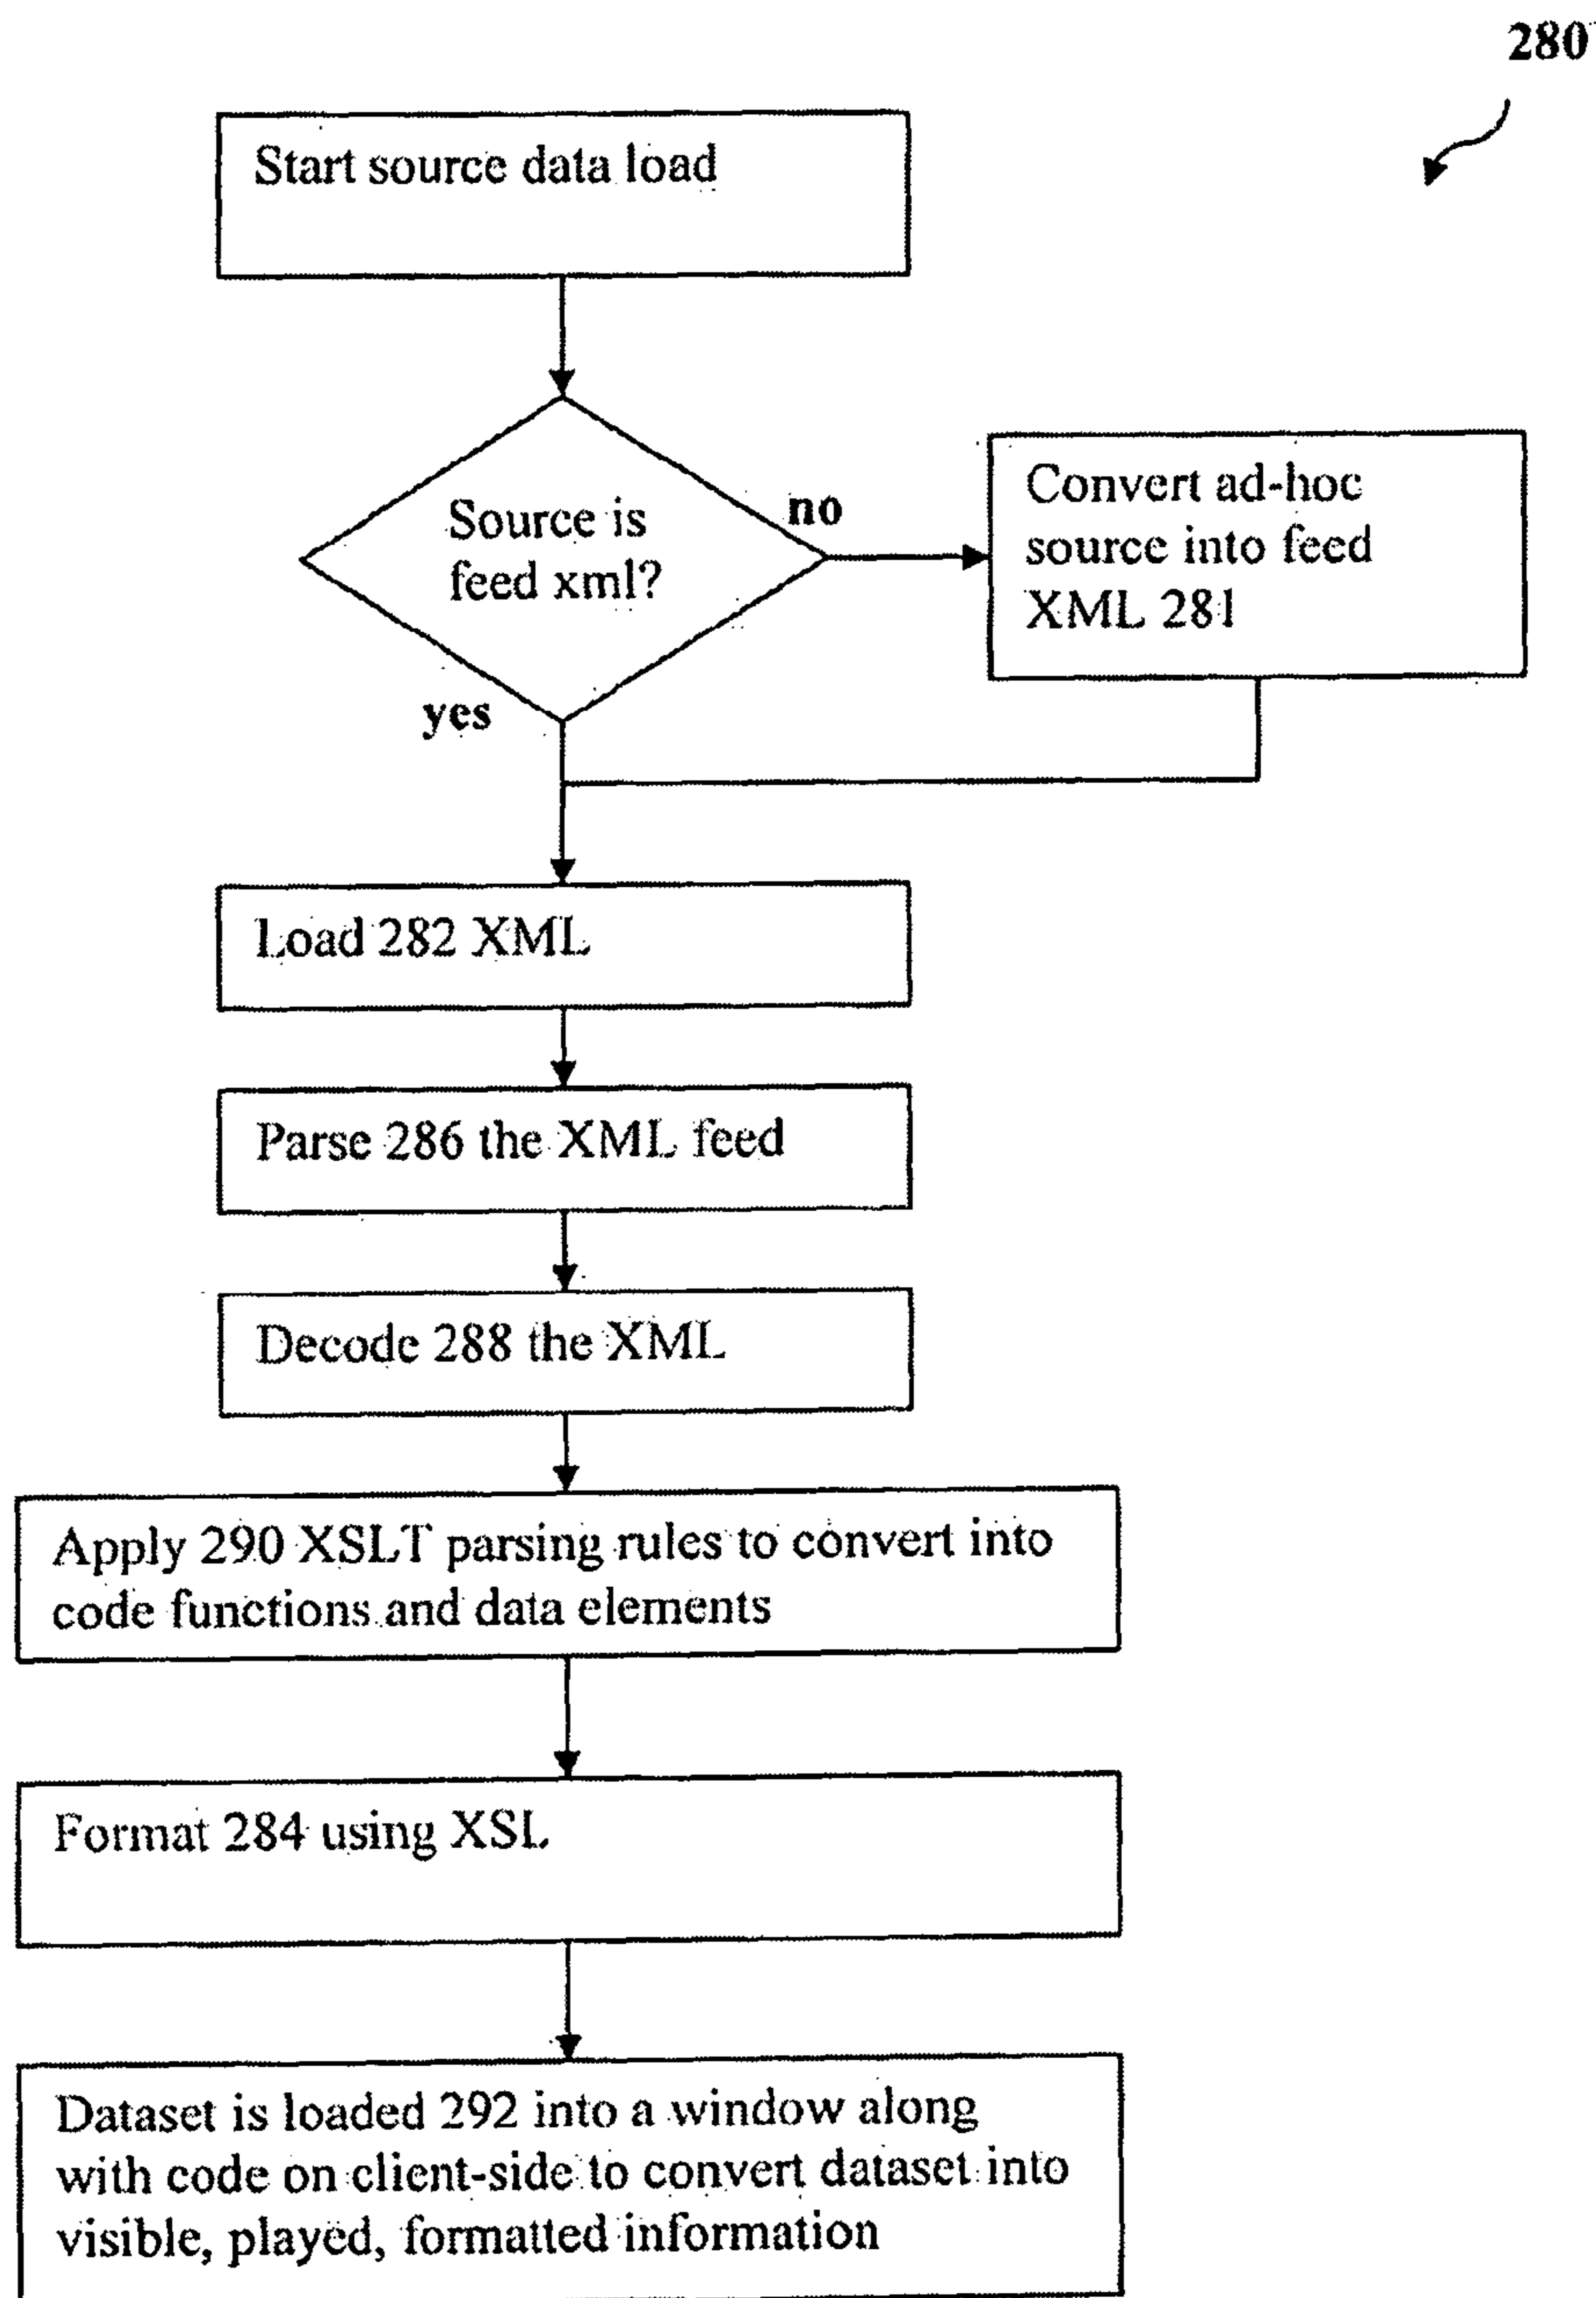 280
Start source data load
Source is
feed xml?
no
yes
Convert ad-hoc
source into feed
XML 281
Load 282 XML
Parse 286 the XML feed
Decode 288 the XML
Apply 290 XSLT parsing rules to convert into
code functions and data elements
Format 284 using XSL
Dataset is loaded 292 into a window along
with code on client-side to convert dataset into
visible, played, formatted information